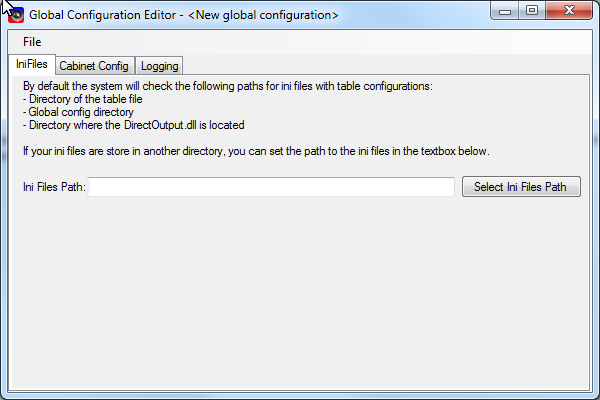 Global Configuration Editor - <New global configuration>
File
IniFiles Cabinet Config Logging
By default the system will check the following paths for ini files with table configurations:
- Directory of the table file
- Global config directory
- Directory where the DirectOutput.dll is located
If your ini files are store in another directory, you can set the path to the ini files in the textbox below.
Ini Files Path: Select Ini Files Path